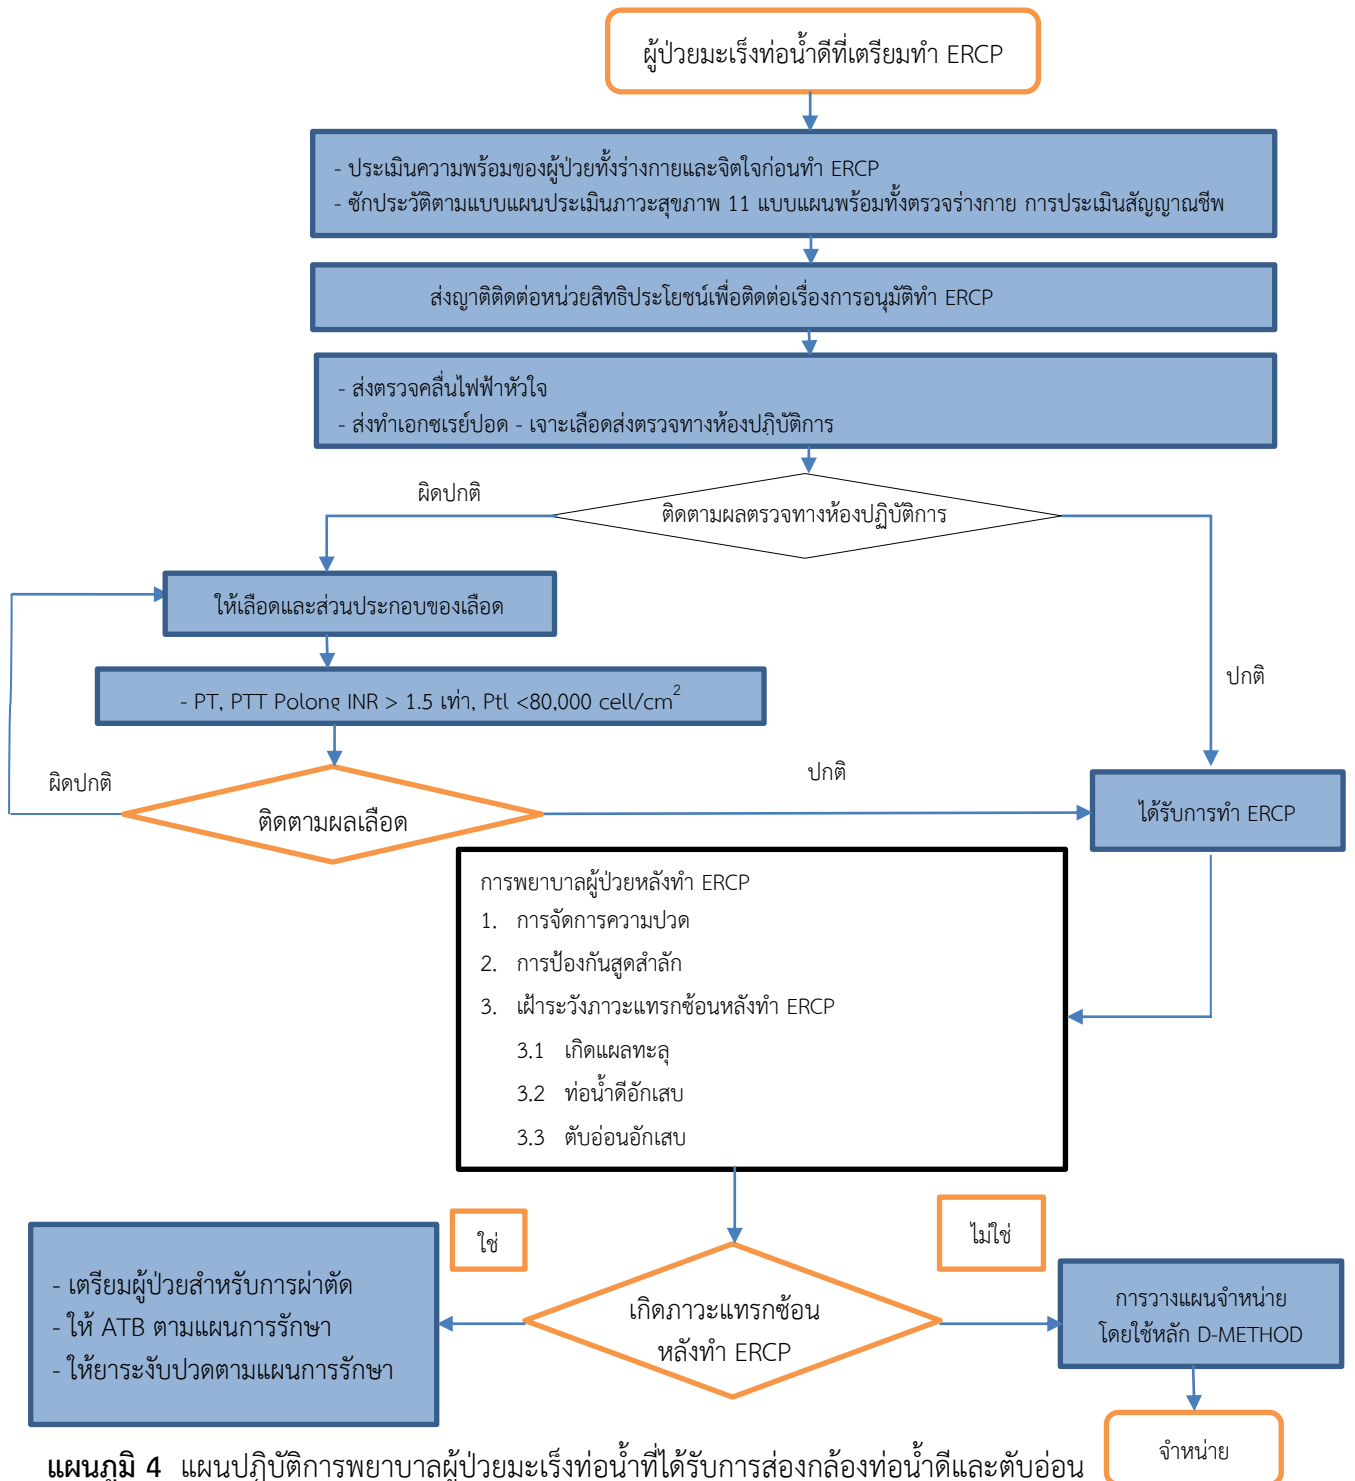 ผู้ป่วยมะเร็งท่อน้ำดีที่เตรียมทำ ERCP
- ประเมินความพร้อมของผู้ป่วยทั้งร่างกายและจิตใจก่อนทำ ERCP
- ซักประวัติตามแบบแผนประเมินภาวะสุขภาพ 11 แบบแผนพร้อมทั้งตรวจร่างกาย การประเมินสัญญาณชีพ
ส่งญาติติดต่อหน่วยสิทธิประโยชน์เพื่อติดต่อเรื่องการอนุมัติทำ ERCP
- ส่งตรวจคลื่นไฟฟ้าหัวใจ
- ส่งทำเอกซเรย์ปอด - เจาะเลือดส่งตรวจทางห้องปฏิบัติการ
ผิดปกติ
ติดตามผลตรวจทางห้องปฏิบัติการ
ให้เลือดและส่วนประกอบของเลือด
ปกติ
- PT, PTT Polong INR > 1.5 เท่า, Ptl <80,000 cell/cm²
ผิดปกติ
ปกติ
ติดตามผลเลือด
ได้รับการทำ ERCP
การพยาบาลผู้ป่วยหลังทำ ERCP
1. การจัดการความปวด
2. การป้องกันสูดสำลัก
3. เฝ้าระวังภาวะแทรกซ้อนหลังทำ ERCP
3.1 เกิดแผลทะลุ
3.2 ท่อน้ำดีอักเสบ
3.3 ตับอ่อนอักเสบ
ใช่
ไม่ใช่
- เตรียมผู้ป่วยสำหรับการผ่าตัด
- ให้ ATB ตามแผนการรักษา
- ให้ยาระงับปวดตามแผนการรักษา
เกิดภาวะแทรกซ้อน
หลังทำ ERCP
การวางแผนจำหน่าย
โดยใช้หลัก D-METHOD
จำหน่าย
แผนภูมิ 4 แผนปฏิบัติการพยาบาลผู้ป่วยมะเร็งท่อน้ำที่ได้รับการส่องกล้องท่อน้ำดีและตับอ่อน